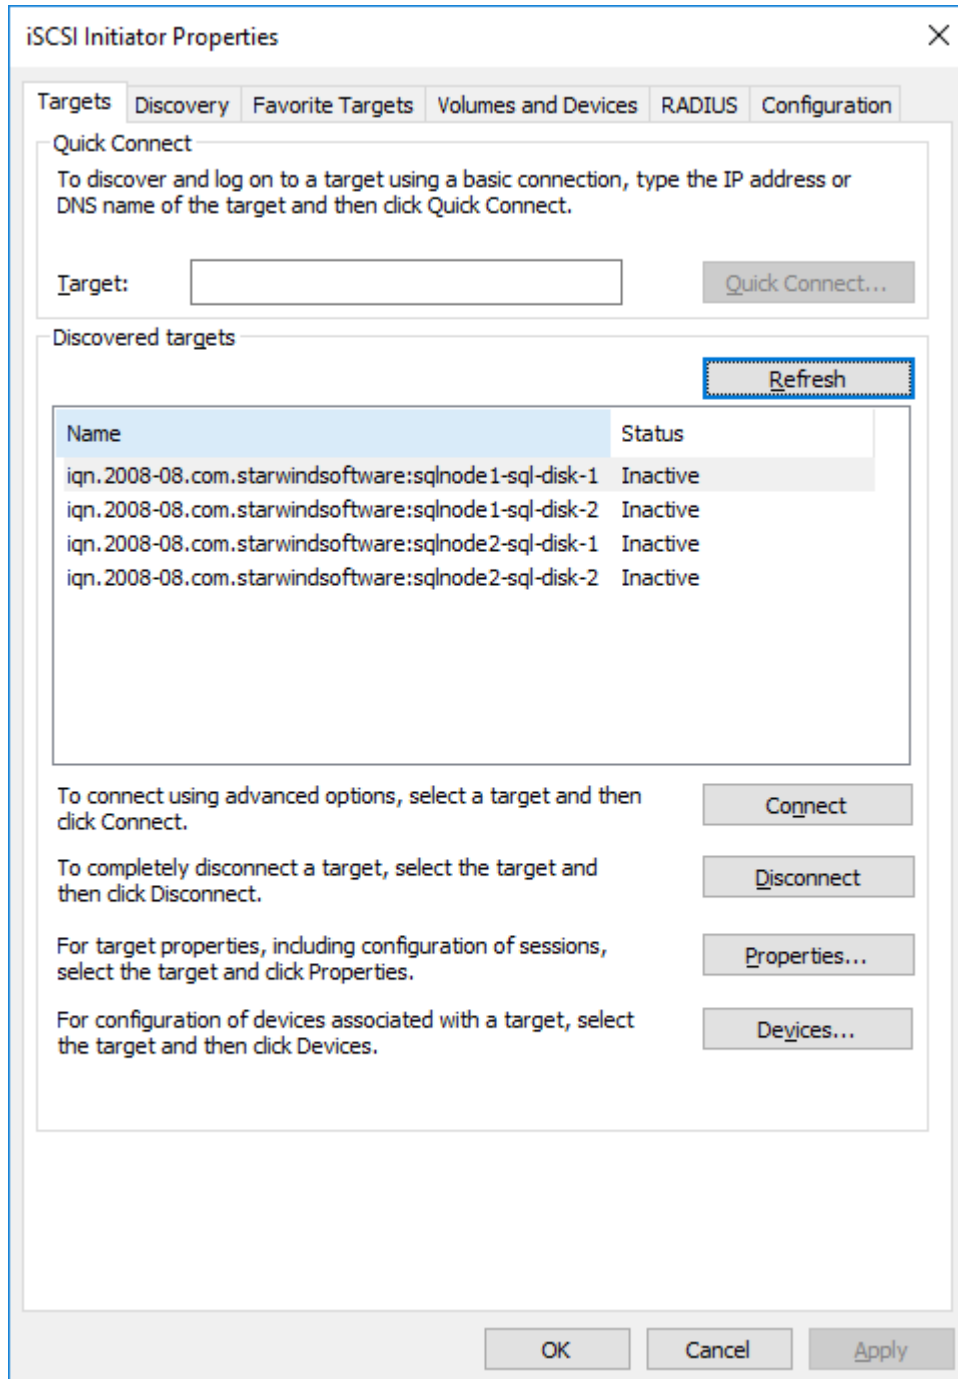 iSCSI Initiator Properties
Targets Discovery Favorite Targets Volumes and Devices RADIUS Configuration
Quick Connect
To discover and log on to a target using a basic connection, type the IP address or
DNS name of the target and then click Quick Connect.
Target: Quick Connect...
Discovered targets
Refresh
Name Status
iqn.2008-08.com.starwindsoftware:sqlnode1-sql-disk-1 Inactive
iqn.2008-08.com.starwindsoftware:sqlnode1-sql-disk-2 Inactive
iqn.2008-08.com.starwindsoftware:sqlnode2-sql-disk-1 Inactive
iqn.2008-08.com.starwindsoftware:sqlnode2-sql-disk-2 Inactive
To connect using advanced options, select a target and then
click Connect.
Connect
To completely disconnect a target, select the target and
then click Disconnect.
Disconnect
For target properties, including configuration of sessions,
select the target and click Properties.
Properties...
For configuration of devices associated with a target, select
the target and then click Devices.
Devices...
OK Cancel Apply